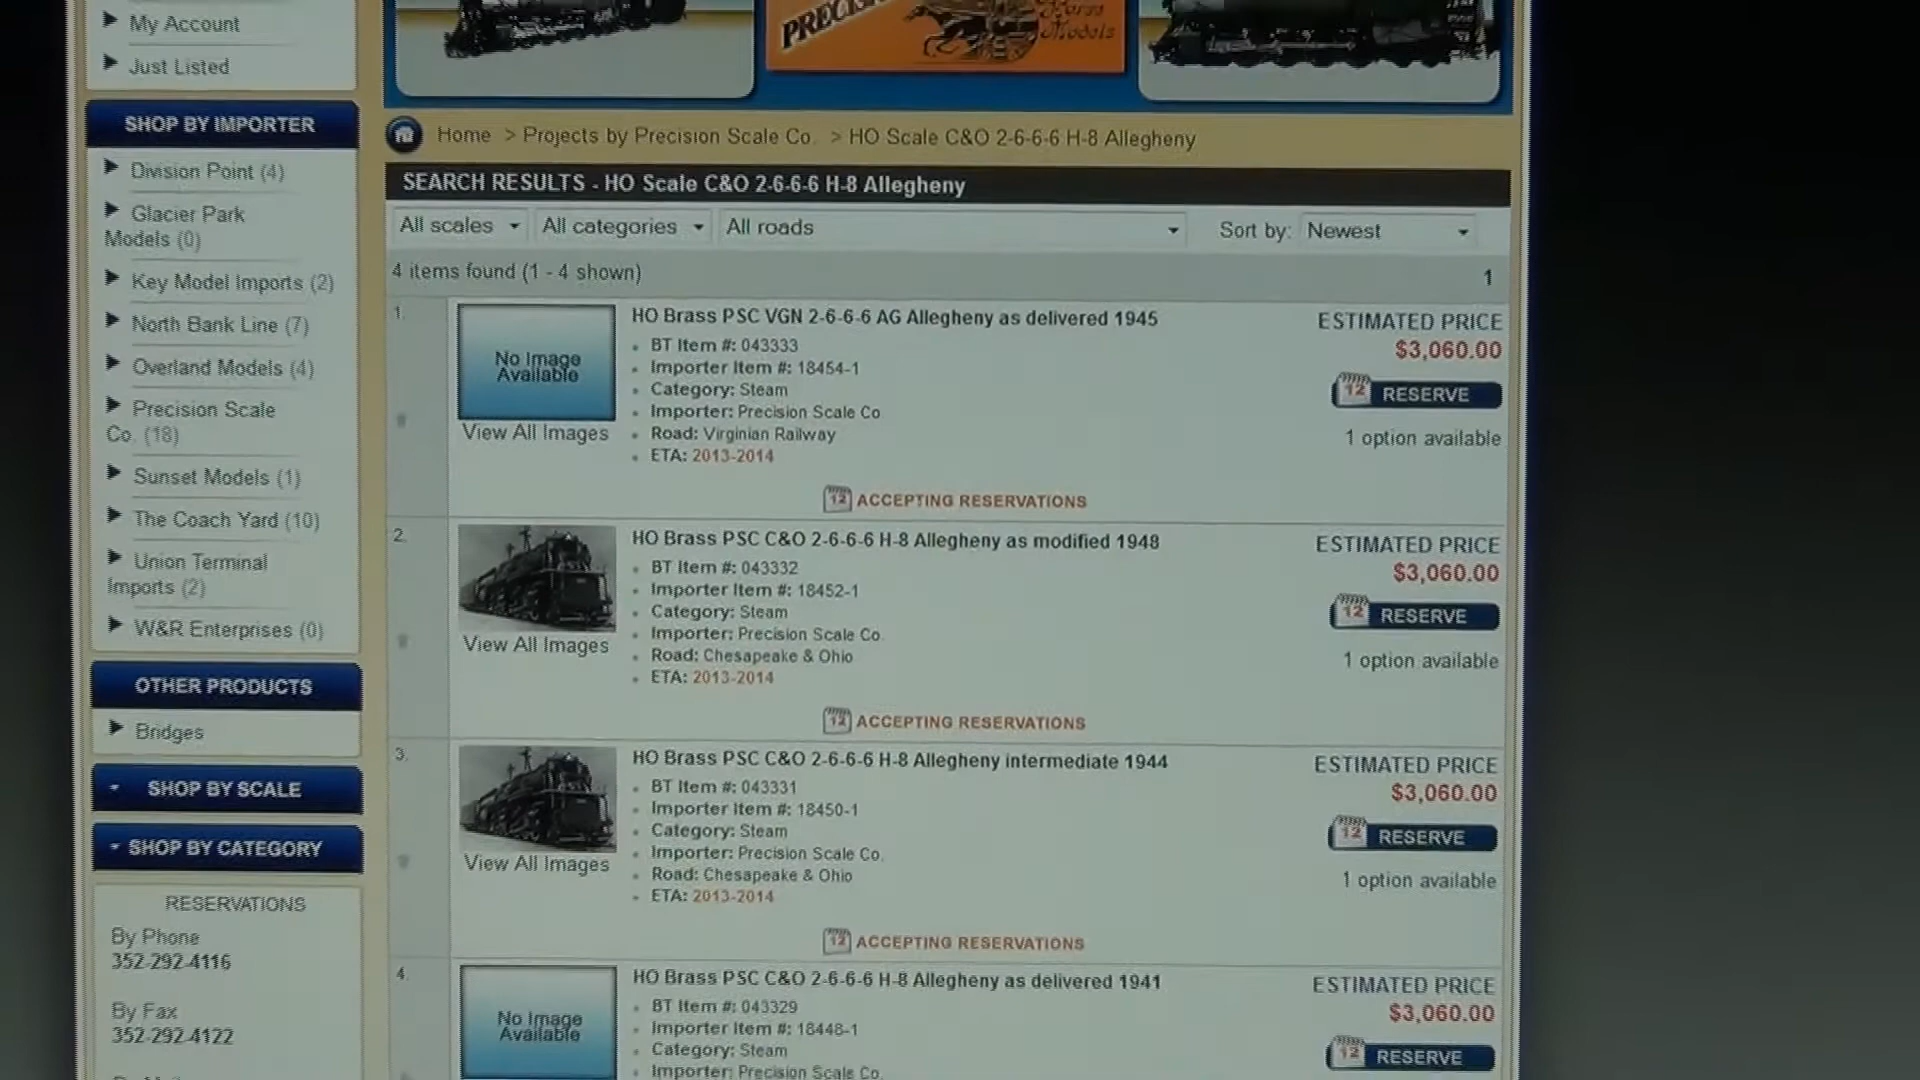 My Account
Just Listed
SHOP BY IMPORTER
Division Point (4)
Glacier Park
Models (0)
Key Model Imports (2)
North Bank Line (7)
Overland Models (4)
Precision Scale
Co. (18)
Sunset Models (1)
The Coach Yard (10)
Union Terminal
Imports (2)
W&R Enterprises (0)
OTHER PRODUCTS
Bridges
SHOP BY SCALE
SHOP BY CATEGORY
RESERVATIONS
By Phone
352-292-4116
By Fax
352-292-4122
Models
Home > Projects by Precision Scale Co. > HO Scale C&O 2-6-6-6 H-8 Allegheny
SEARCH RESULTS - HO Scale C&O 2-6-6-6 H-8 Allegheny
All scales All categories All roads Sort by: Newest
4 items found (1 - 4 shown) 1
1. HO Brass PSC VGN 2-6-6-6 AG Allegheny as delivered 1945
No Image
Available
View All Images
BT Item #: 043333
Importer Item #: 18454-1
Category: Steam
Importer: Precision Scale Co
Road: Virginian Railway
ETA: 2013-2014
ESTIMATED PRICE
$3,060.00
12 RESERVE
1 option available
12 ACCEPTING RESERVATIONS
2. HO Brass PSC C&O 2-6-6-6 H-8 Allegheny as modified 1948
View All Images
BT Item #: 043332
Importer Item #: 18452-1
Category: Steam
Importer: Precision Scale Co.
Road: Chesapeake & Ohio
ETA: 2013-2014
ESTIMATED PRICE
$3,060.00
12 RESERVE
1 option available
12 ACCEPTING RESERVATIONS
3. HO Brass PSC C&O 2-6-6-6 H-8 Allegheny intermediate 1944
View All Images
BT Item #: 043331
Importer Item #: 18450-1
Category: Steam
Importer: Precision Scale Co.
Road: Chesapeake & Ohio
ETA: 2013-2014
ESTIMATED PRICE
$3,060.00
12 RESERVE
1 option available
12 ACCEPTING RESERVATIONS
4. HO Brass PSC C&O 2-6-6-6 H-8 Allegheny as delivered 1941
No Image
Available
BT Item #: 043329
Importer Item #: 18448-1
Category: Steam
Importer: Precision Scale Co.
ESTIMATED PRICE
$3,060.00
12 RESERVE